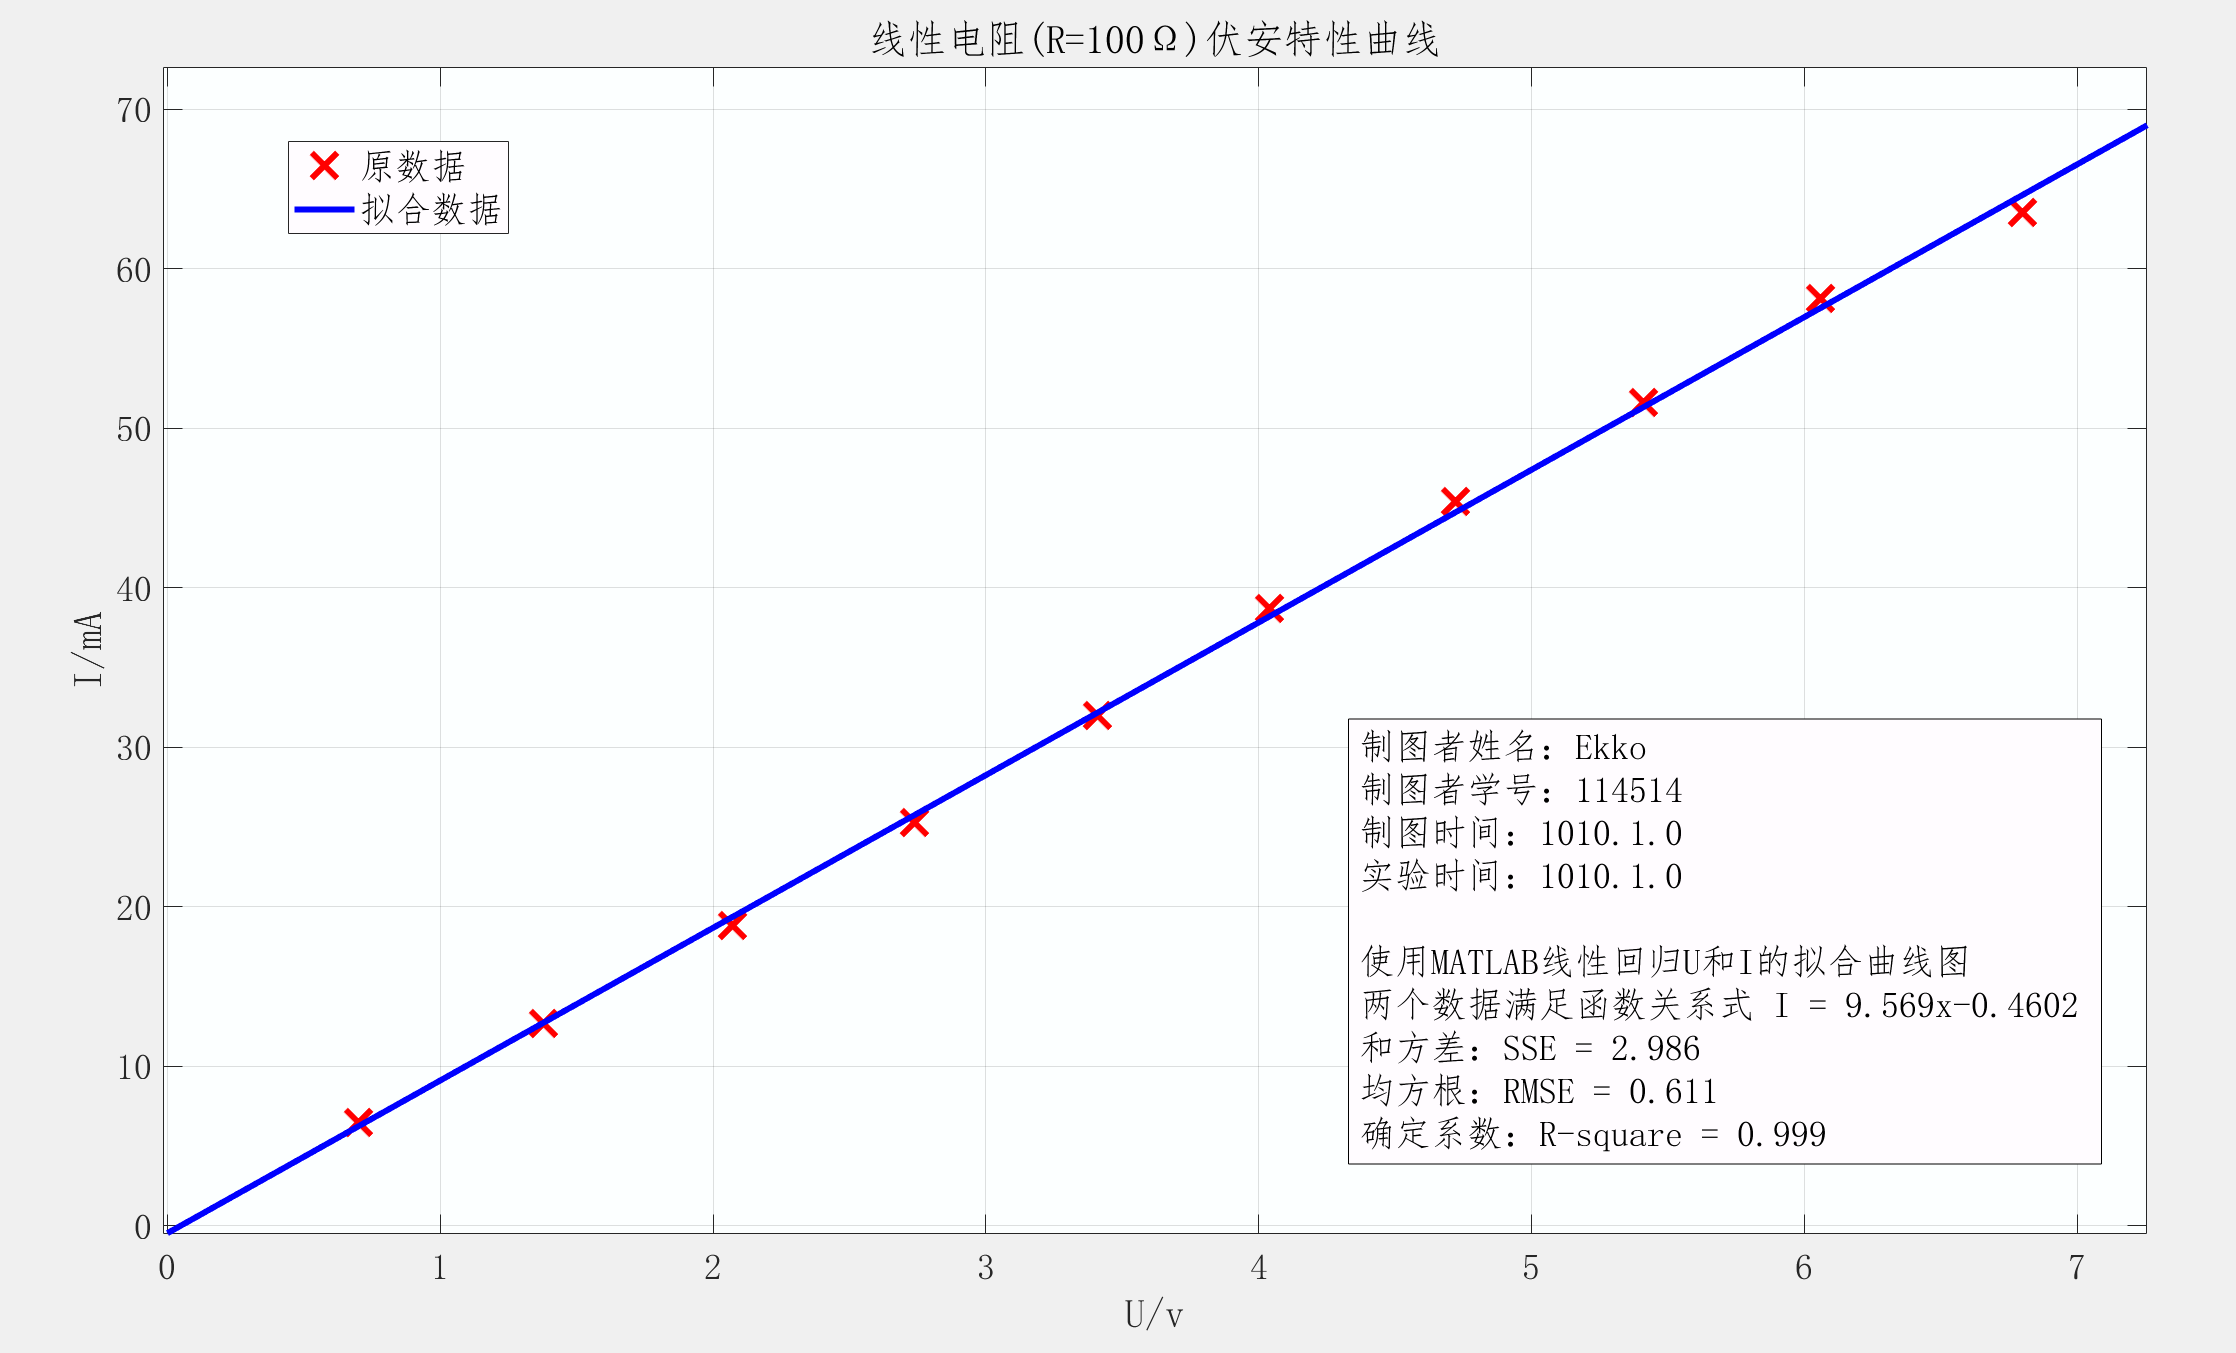 线性电阻(R=100Ω)伏安特性曲线
70
60
50
40
30
20
10
0
I/mA
原数据
拟合数据
制图者姓名：Ekko
制图者学号：114514
制图时间：1010.1.0
实验时间：1010.1.0
使用MATLAB线性回归U和I的拟合曲线图
两个数据满足函数关系式 I = 9.569x-0.4602
和方差：SSE = 2.986
均方根：RMSE = 0.611
确定系数：R-square = 0.999
0 1 2 3 4 5 6 7
U/v